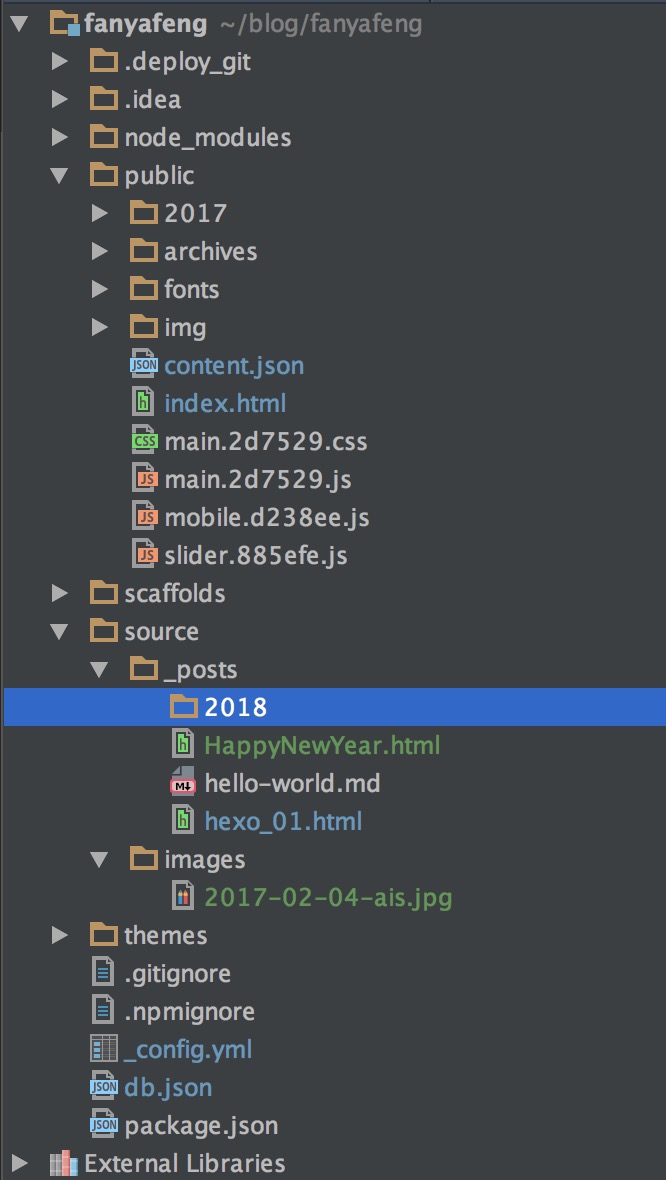 fanyafeng ~/blog/fanyafeng
.deploy_git
.idea
node_modules
public
2017
archives
fonts
img
JSON content.json
h index.html
CSS main.2d7529.css
JS main.2d7529.js
JS mobile.d238ee.js
JS slider.885efe.js
scaffolds
source
_posts
2018
h HappyNewYear.html
M↓ hello-world.md
h hexo_01.html
images
2017-02-04-ais.jpg
themes
.gitignore
.npmignore
_config.yml
JSON db.json
JSON package.json
External Libraries